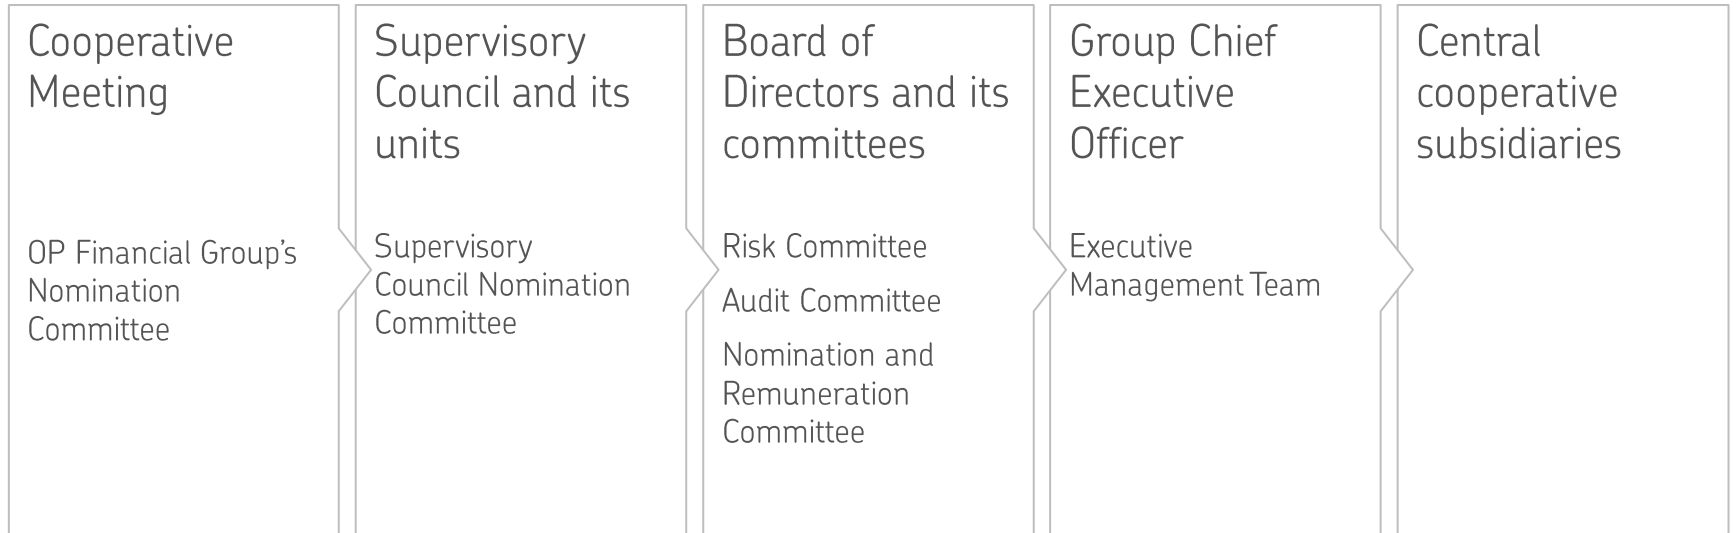 Cooperative
Meeting
OP Financial Group’s
Nomination
Committee
Supervisory
Council and its
units
Supervisory
Council Nomination
Committee
Board of
Directors and its
committees
Risk Committee
Audit Committee
Nomination and
Remuneration
Committee
Group Chief
Executive
Officer
Executive
Management Team
Central
cooperative
subsidiaries